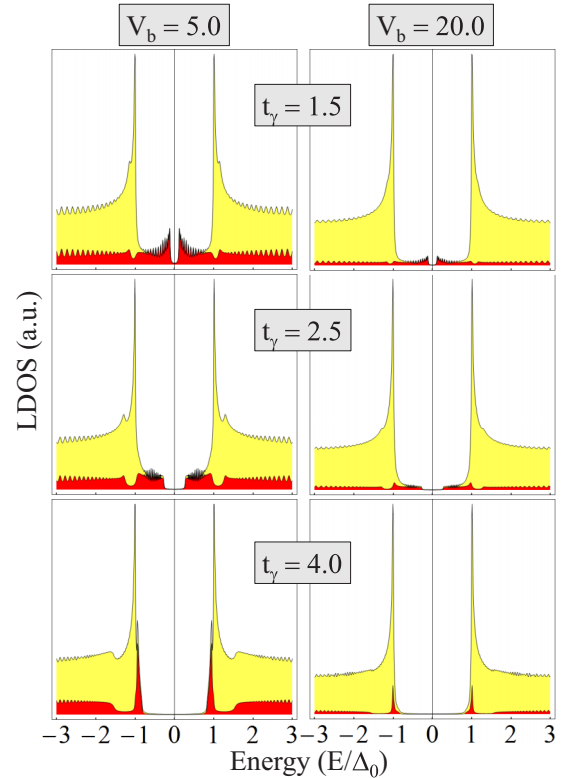 V_b = 5.0 V_b = 20.0
t_γ = 1.5
t_γ = 2.5
t_γ = 4.0
LDOS (a.u.)
−3 −2 −1 0 1 2 3 −3 −2 −1 0 1 2 3
Energy (E/Δ_0)